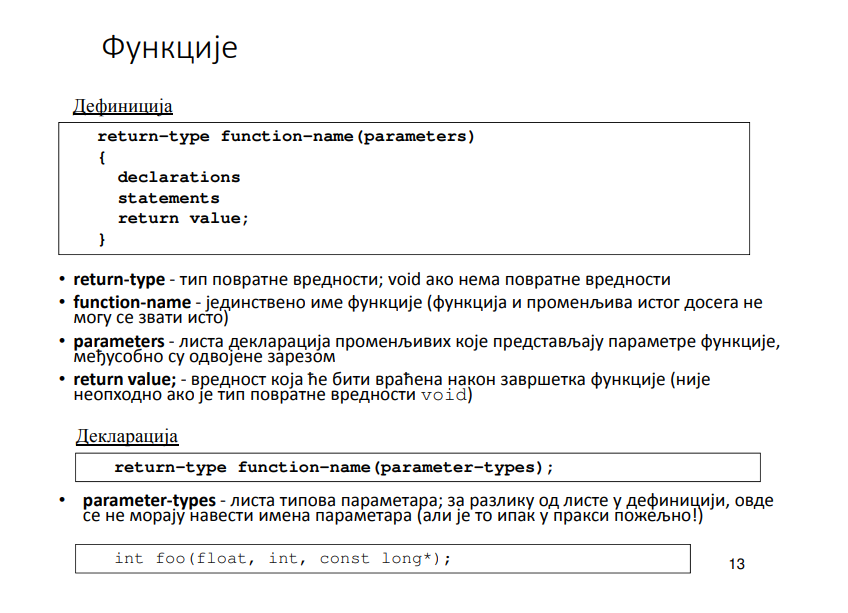 Функције
Дефиниција
return-type function-name(parameters)
{
declarations
statements
return value;
}
• return-type - тип повратне вредности; void ако нема повратне вредности
• function-name - јединствено име функције (функција и променљива истог досега не
могу се звати исто)
• parameters - листа декларација променљивих које представљају параметре функције,
међусобно су одвојене зарезом
• return value; - вредност која ће бити враћена након завршетка функције (није
неопходно ако је тип повратне вредности void)
Декларација
return-type function-name(parameter-types);
• parameter-types - листа типова параметара; за разлику од листе у дефиницији, овде
се не морају навести имена параметара (али је то ипак у пракси пожељно!)
int foo(float, int, const long*);
13